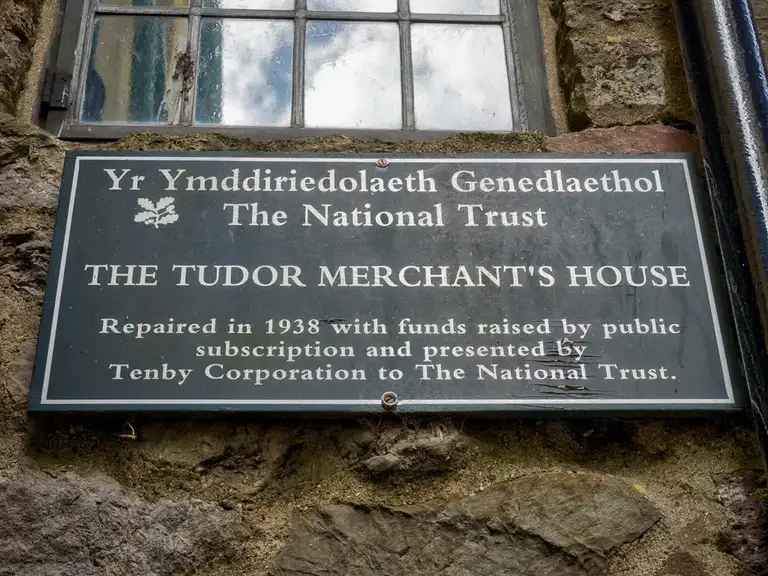 Yr Ymddiriedolaeth Genedlaethol
The National Trust
THE TUDOR MERCHANT'S HOUSE
Repaired in 1938 with funds raised by public
subscription and presented by
Tenby Corporation to The National Trust.